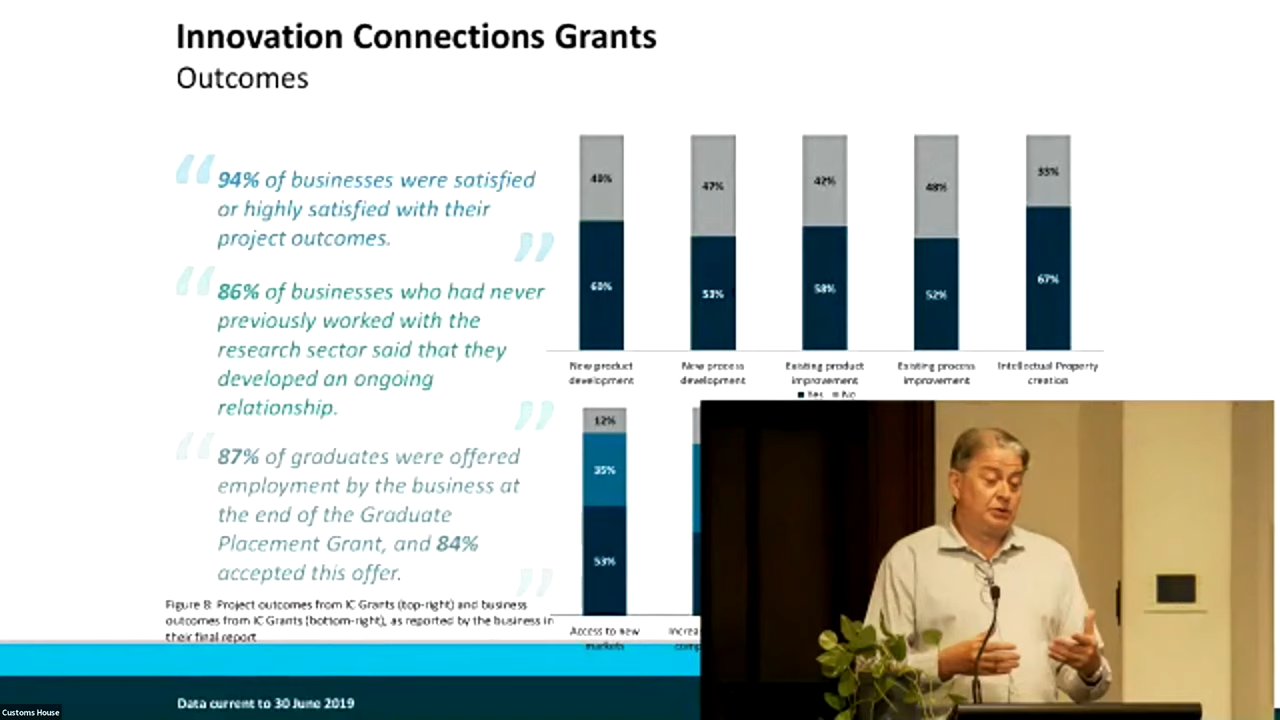 Innovation Connections Grants
Outcomes
94% of businesses were satisfied
or highly satisfied with their
project outcomes.
86% of businesses who had never
previously worked with the
research sector said that they
developed an ongoing
relationship.
87% of graduates were offered
employment by the business at
the end of the Graduate
Placement Grant, and 84%
accepted this offer.
Figure 8: Project outcomes from IC Grants (top-right) and business
outcomes from IC Grants (bottom-right), as reported by the business in
their final report
40%
47%
42%
48%
33%
60%
53%
58%
52%
67%
New product
development
New process
development
Existing product
improvement
Existing process
improvement
Intellectual Property
creation
Yes No
12%
35%
53%
Access to new
markets
Data current to 30 June 2019
Customs House